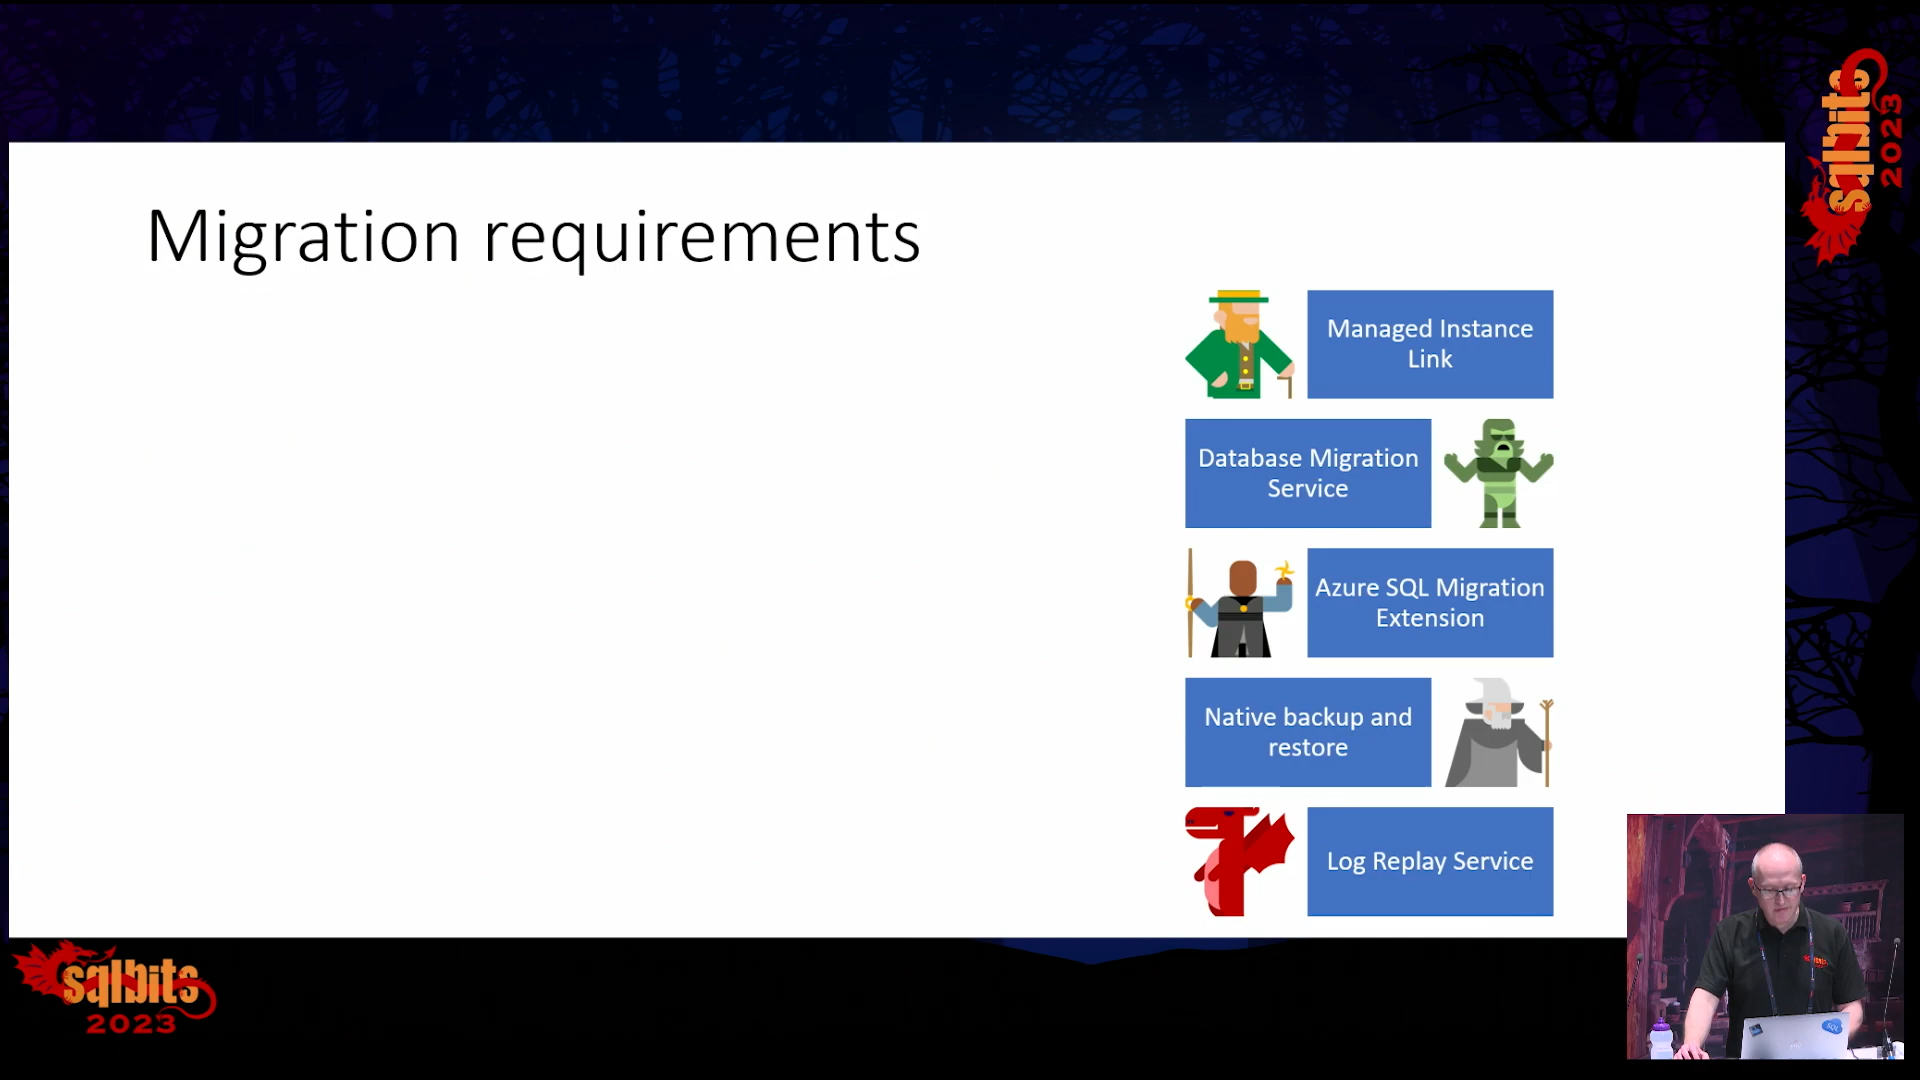 Migration requirements
Managed Instance
Link
Database Migration
Service
Azure SQL Migration
Extension
Native backup and
restore
Log Replay Service
sqlbits
2023
sqlbits
2023
SQL